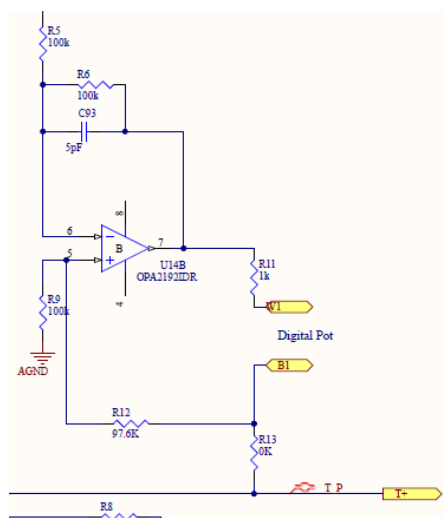 R5
100k
R6
100k
C93
5pF
8
6
7
B
5
U14B
OPA2192IDR
R11
1k
4
R9
100k
W1
Digital Pot
AGND
B1
R12
97.6K
R13
0K
T P
T+
R8